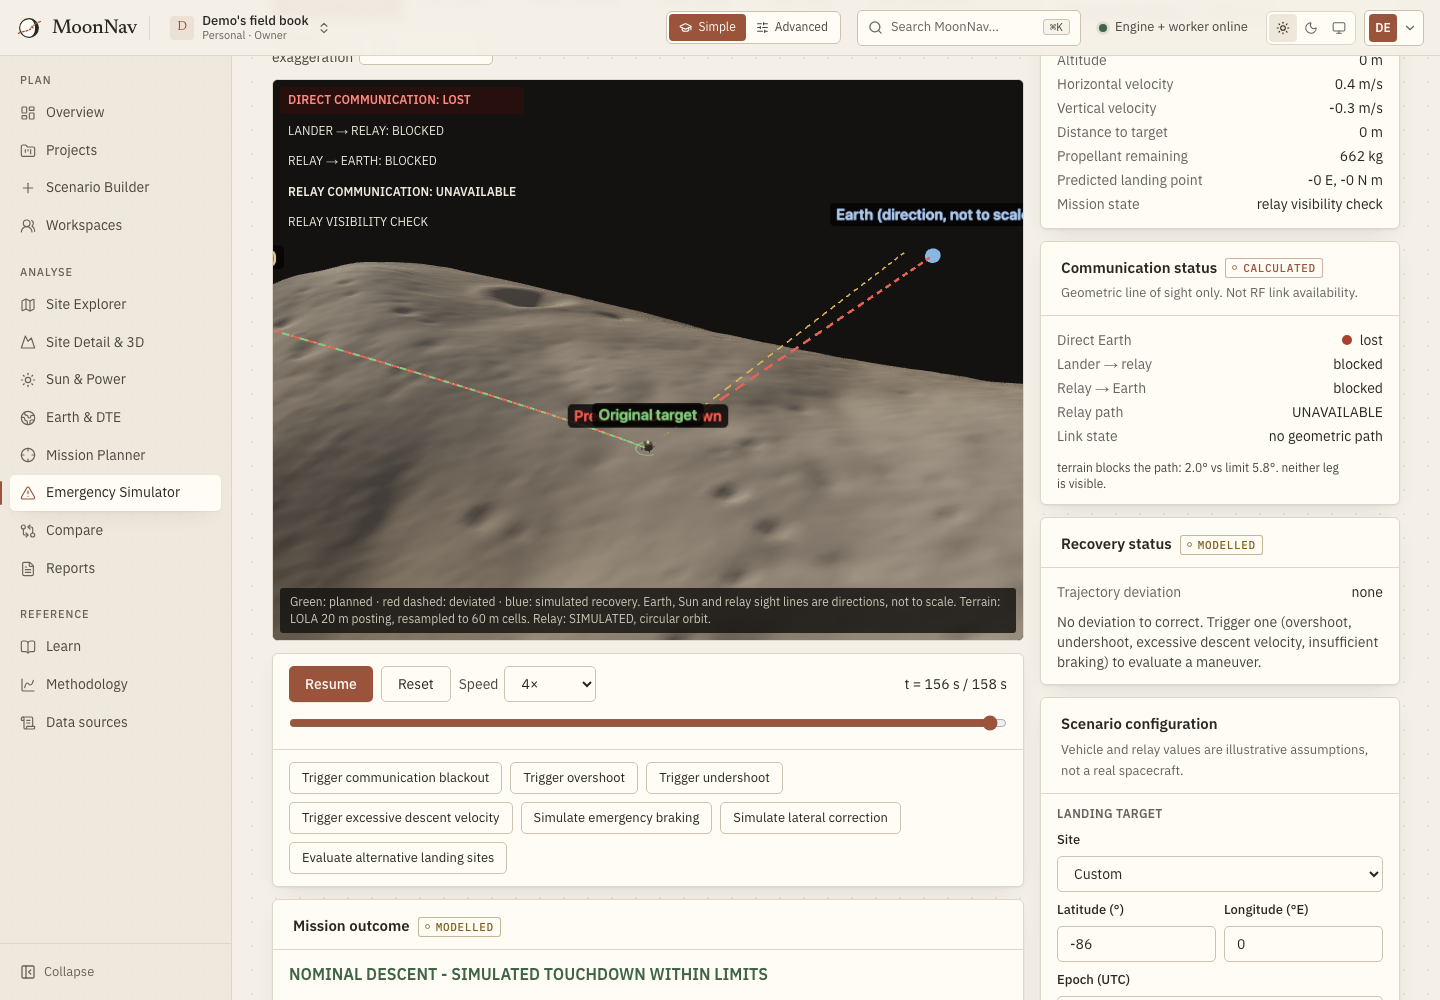 MoonNav
D
Demo's field book
Personal · Owner
Simple
Advanced
Search MoonNav...
⌘K
Engine + worker online
DE
PLAN
Overview
Projects
Scenario Builder
Workspaces
ANALYSE
Site Explorer
Site Detail & 3D
Sun & Power
Earth & DTE
Mission Planner
Emergency Simulator
Compare
Reports
REFERENCE
Learn
Methodology
Data sources
Collapse
exaggeration
DIRECT COMMUNICATION: LOST
LANDER → RELAY: BLOCKED
RELAY → EARTH: BLOCKED
RELAY COMMUNICATION: UNAVAILABLE
RELAY VISIBILITY CHECK
Earth (direction, not to scale
Original target
Green: planned · red dashed: deviated · blue: simulated recovery. Earth, Sun and relay sight lines are directions, not to scale. Terrain:
LOLA 20 m posting, resampled to 60 m cells. Relay: SIMULATED, circular orbit.
Resume
Reset
Speed
4×
t = 156 s / 158 s
Trigger communication blackout
Trigger overshoot
Trigger undershoot
Trigger excessive descent velocity
Simulate emergency braking
Simulate lateral correction
Evaluate alternative landing sites
Mission outcome
MODELLED
NOMINAL DESCENT - SIMULATED TOUCHDOWN WITHIN LIMITS
Altitude 0 m
Horizontal velocity 0.4 m/s
Vertical velocity -0.3 m/s
Distance to target 0 m
Propellant remaining 662 kg
Predicted landing point -0 E, -0 N m
Mission state relay visibility check
Communication status
CALCULATED
Geometric line of sight only. Not RF link availability.
Direct Earth lost
Lander → relay blocked
Relay → Earth blocked
Relay path UNAVAILABLE
Link state no geometric path
terrain blocks the path: 2.0° vs limit 5.8°. neither leg
is visible.
Recovery status
MODELLED
Trajectory deviation none
No deviation to correct. Trigger one (overshoot,
undershoot, excessive descent velocity, insufficient
braking) to evaluate a maneuver.
Scenario configuration
Vehicle and relay values are illustrative assumptions,
not a real spacecraft.
LANDING TARGET
Site
Custom
Latitude (°) Longitude (°E)
-86 0
Epoch (UTC)